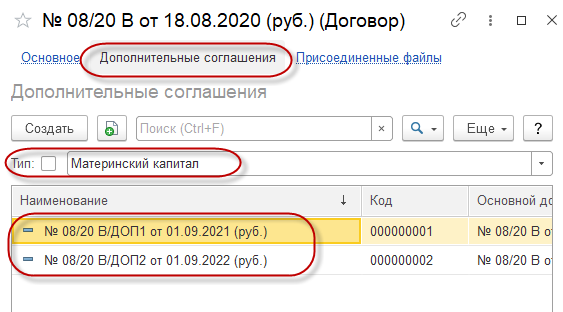 № 08/20 В от 18.08.2020 (руб.) (Договор)
Основное Дополнительные соглашения Присоединенные файлы
Дополнительные соглашения
Создать Поиск (Ctrl+F) × Еще ?
Тип: Материнский капитал
Наименование ↓ Код Основной до
№ 08/20 В/ДОП1 от 01.09.2021 (руб.) 000000001 № 08/20 В о
№ 08/20 В/ДОП2 от 01.09.2022 (руб.) 000000002 № 08/20 В о